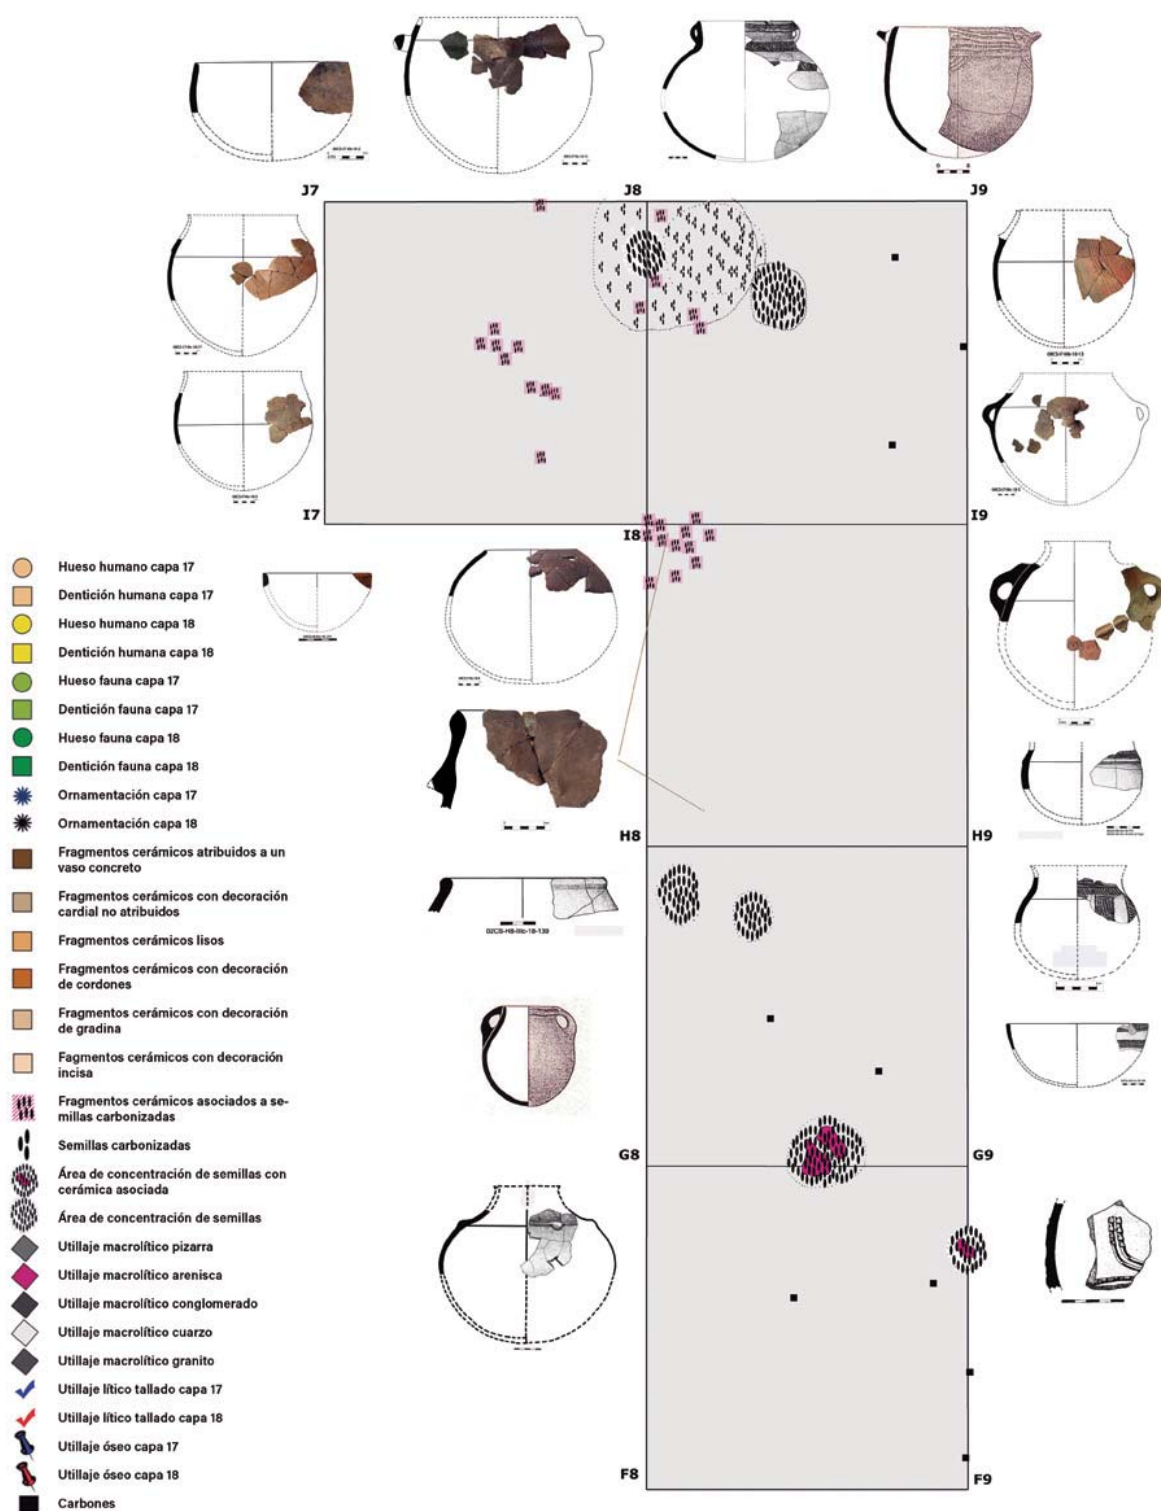 J7
J8
J9
I7
I8
I9
H8
H9
02CB-H8-IIIc-18-139
G8
G9
F8
F9
Hueso humano capa 17
Dentición humana capa 17
Hueso humano capa 18
Dentición humana capa 18
Hueso fauna capa 17
Dentición fauna capa 17
Hueso fauna capa 18
Dentición fauna capa 18
Ornamentación capa 17
Ornamentación capa 18
Fragmentos cerámicos atribuidos a un
vaso concreto
Fragmentos cerámicos con decoración
cardial no atribuidos
Fragmentos cerámicos lisos
Fragmentos cerámicos con decoración
de cordones
Fragmentos cerámicos con decoración
de gradina
Fagmentos cerámicos con decoración
incisa
Fragmentos cerámicos asociados a se-
millas carbonizadas
Semillas carbonizadas
Área de concentración de semillas con
cerámica asociada
Área de concentración de semillas
Utillaje macrolítico pizarra
Utillaje macrolítico arenisca
Utillaje macrolítico conglomerado
Utillaje macrolítico cuarzo
Utillaje macrolítico granito
Utillaje lítico tallado capa 17
Utillaje lítico tallado capa 18
Utillaje óseo capa 17
Utillaje óseo capa 18
Carbones